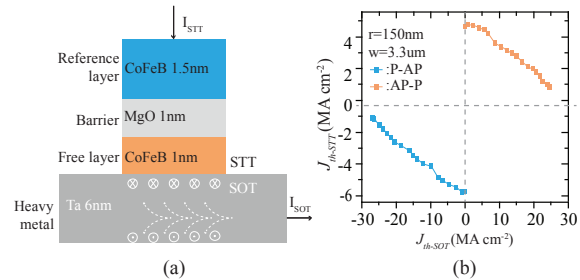 I_STT
Reference layer
CoFeB 1.5nm
Barrier
MgO 1nm
Free layer
CoFeB 1nm
STT
SOT
Heavy metal
Ta 6nm
I_SOT
(a)
J_th-STT (MA cm-2)
4
2
0
-2
-4
-6
r=150nm
w=3.3um
:P-AP
:AP-P
-30 -20 -10 0 10 20 30
J_th-SOT (MA cm-2)
(b)